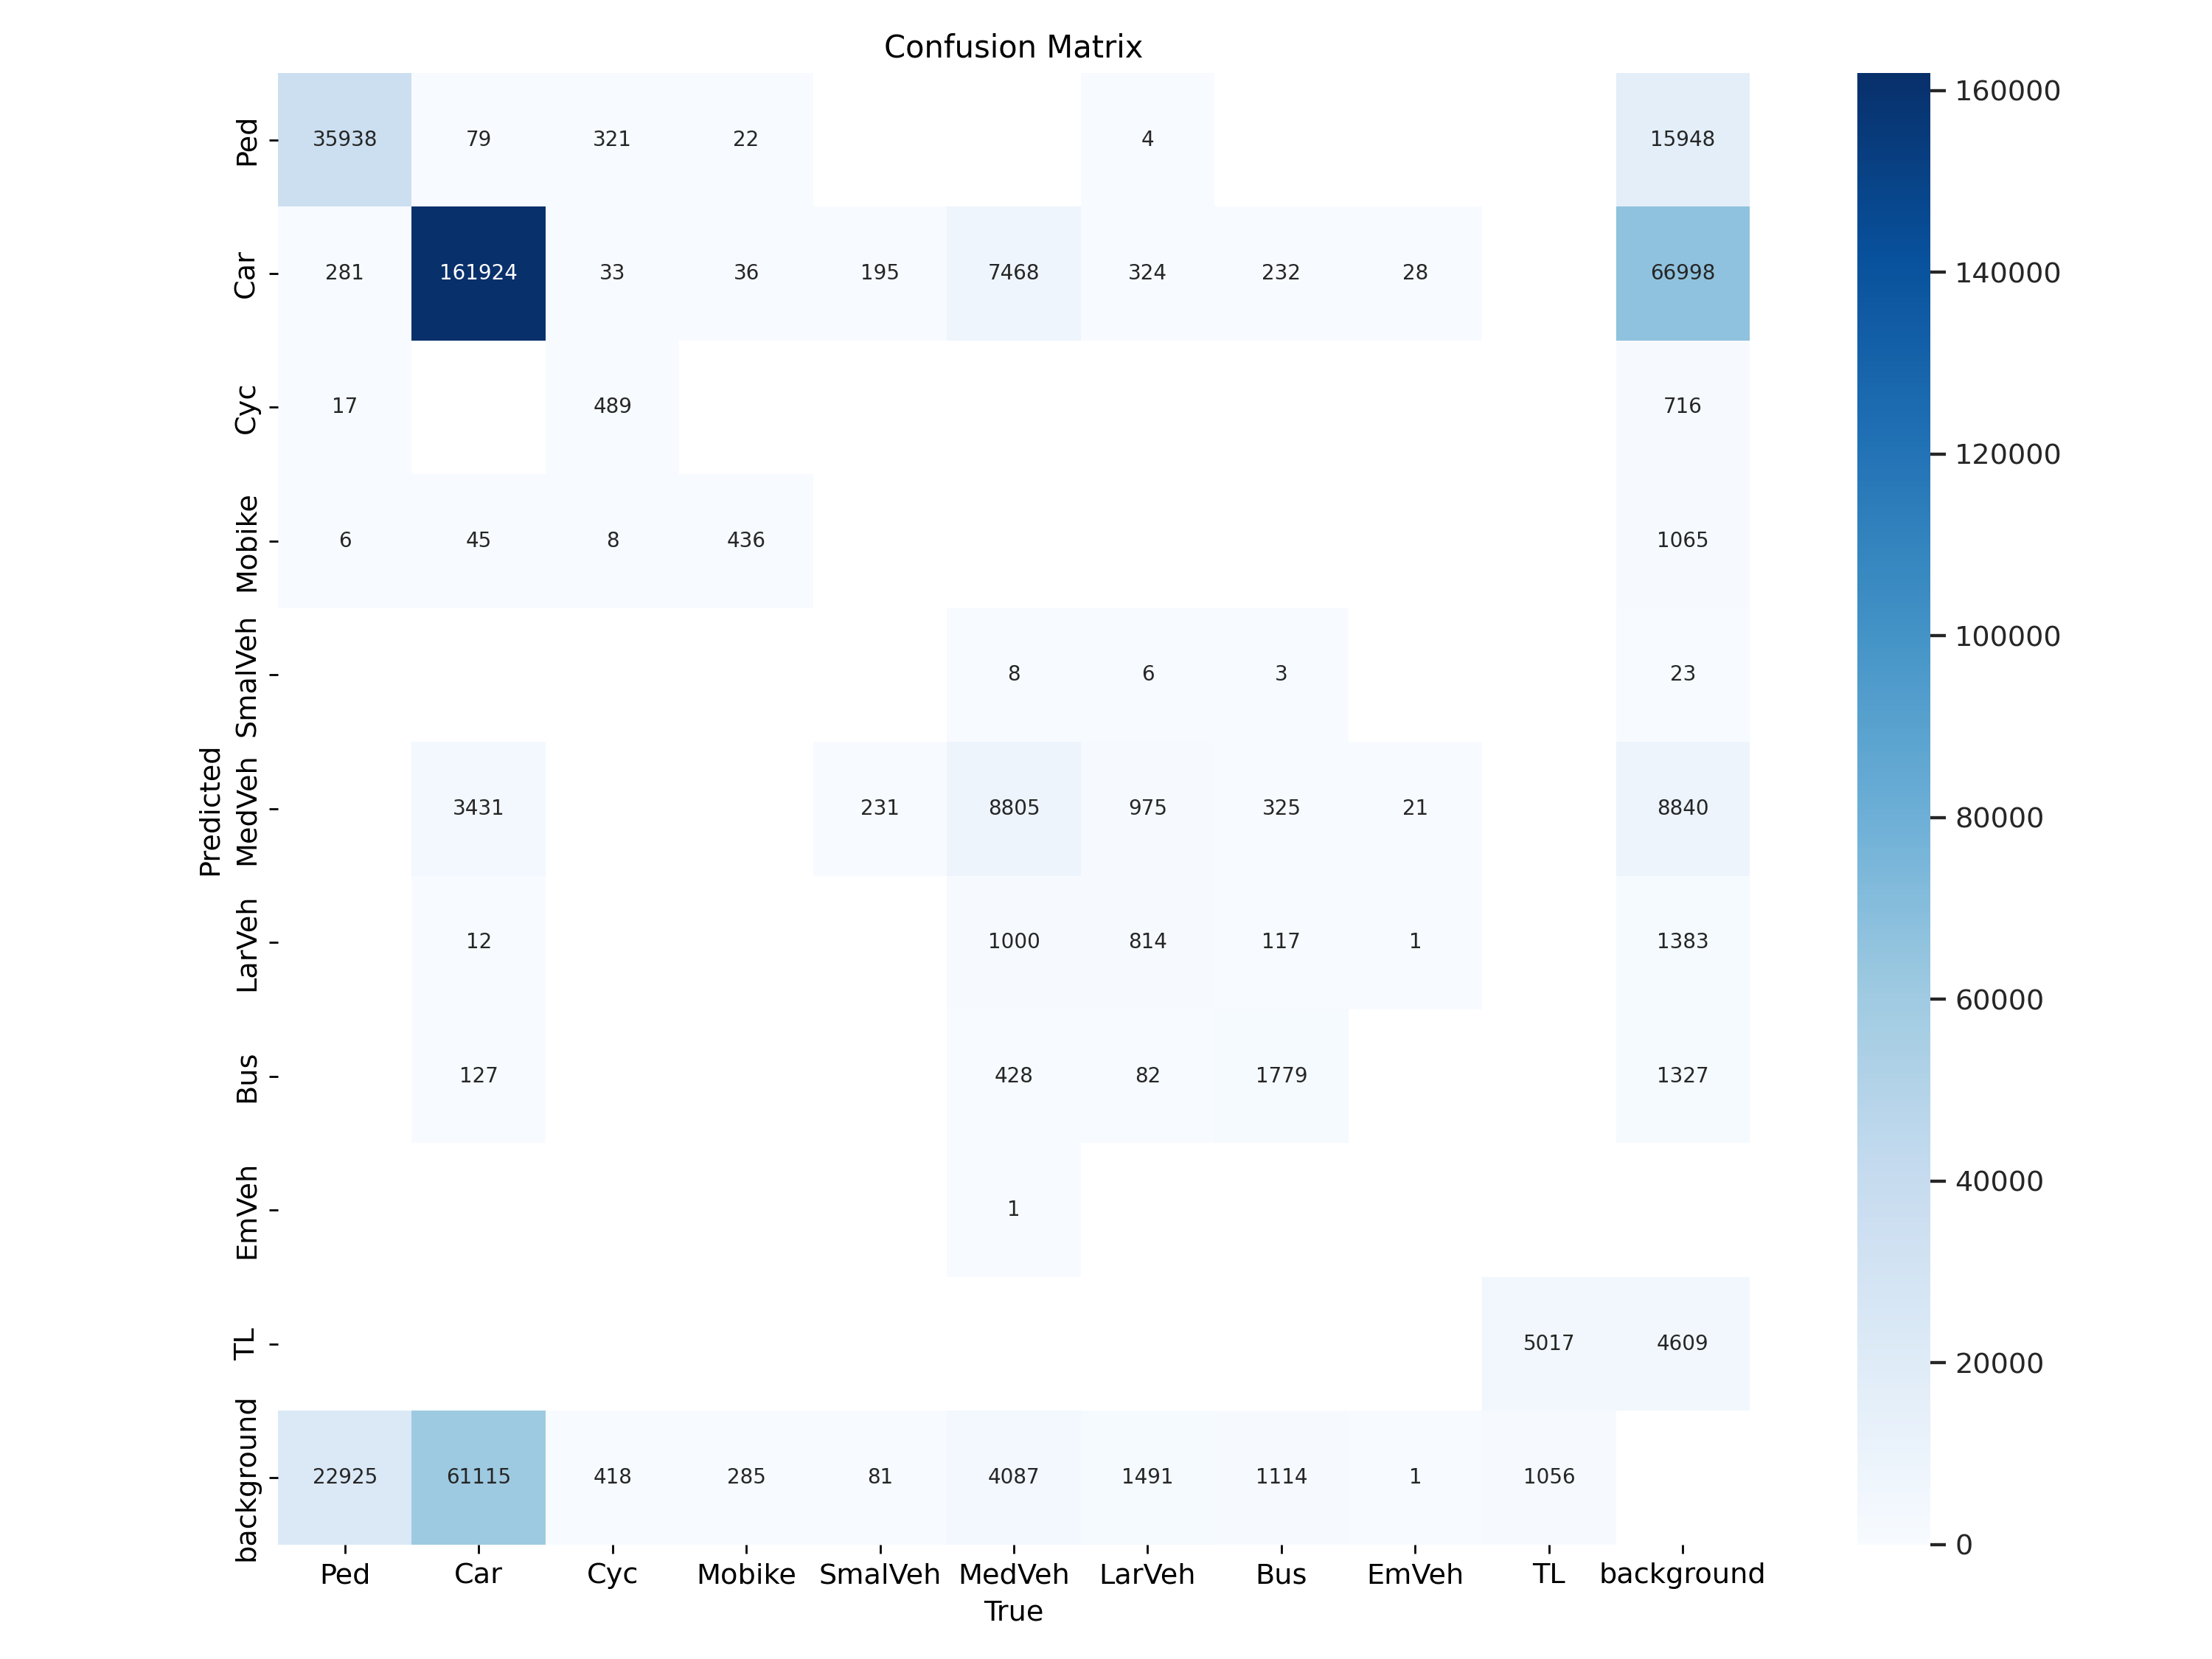 Confusion Matrix
Ped 35938 79 321 22 4 15948
Car 281 161924 33 36 195 7468 324 232 28 66998
Cyc 17 489 716
Mobike 6 45 8 436 1065
SmalVeh 8 6 3 23
Predicted
MedVeh 3431 231 8805 975 325 21 8840
LarVeh 12 1000 814 117 1 1383
Bus 127 428 82 1779 1327
EmVeh 1
TL 5017 4609
background 22925 61115 418 285 81 4087 1491 1114 1 1056
Ped Car Cyc Mobike SmalVeh MedVeh LarVeh Bus EmVeh TL background
True
160000
140000
120000
100000
80000
60000
40000
20000
0